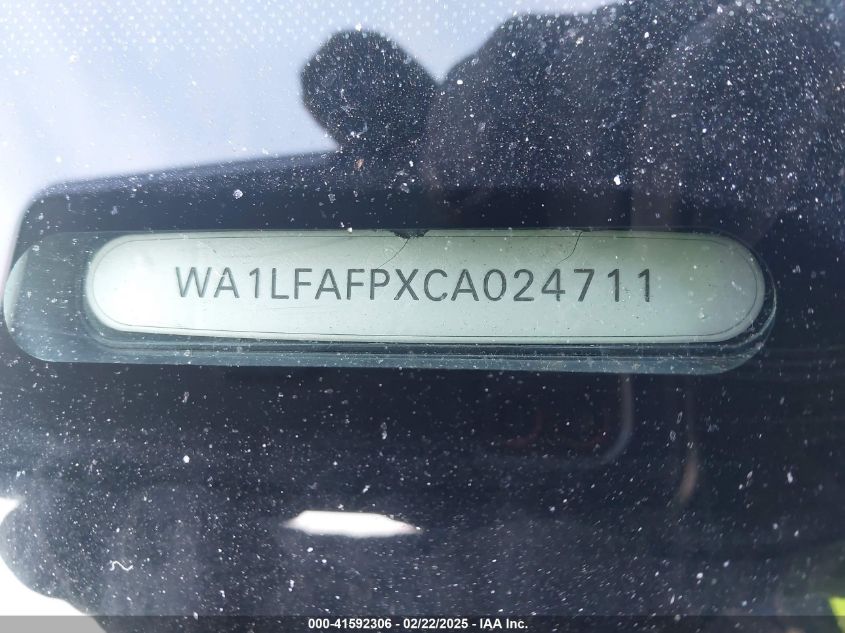 WA1LFAFPXCA024711
000-41592306 - 02/22/2025 - IAA Inc.